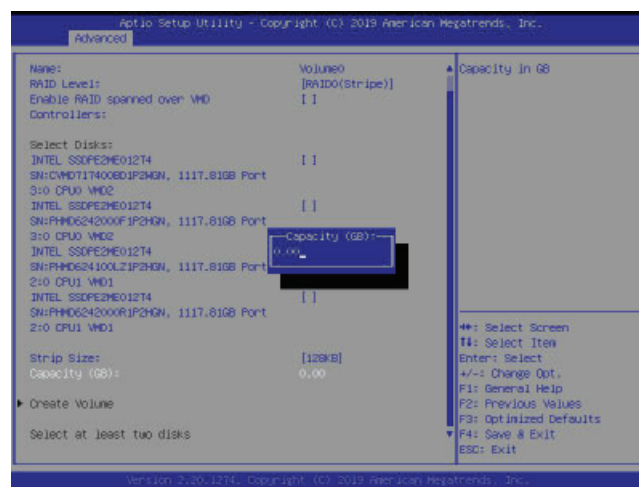 Aptio Setup Utility - Copyright (C) 2019 American Megatrends, Inc.
Advanced
Name: Volume0
RAID Level: [RAID0(Stripe)]
Enable RAID spanned over VMD [ ]
Controllers:
Select Disks:
INTEL SSDPE2ME012T4 [ ]
SN:CVMD717400BD1P2MGN, 1117.81GB Port
3:0 CPU0 VMD2
INTEL SSDPE2ME012T4 [ ]
SN:PHMD6242000F1P2HGN, 1117.81GB Port
3:0 CPU0 VMD2
INTEL SSDPE2ME012T4
SN:PHMD624100LZ1P2HGN, 1117.81GB Port
2:0 CPU1 VMD1
INTEL SSDPE2ME012T4 [ ]
SN:PHMD6242000R1P2HGN, 1117.81GB Port
2:0 CPU1 VMD1
Strip Size: [128KB]
Capacity (GB): 0.00
Create Volume
Select at least two disks
Capacity (GB):
0.00
Capacity in GB
: Select Screen
: Select Item
Enter: Select
+/-: Change Opt.
F1: General Help
F2: Previous Values
F3: Optimized Defaults
F4: Save & Exit
ESC: Exit
Version 2.20.1274. Copyright (C) 2019 American Megatrends, Inc.